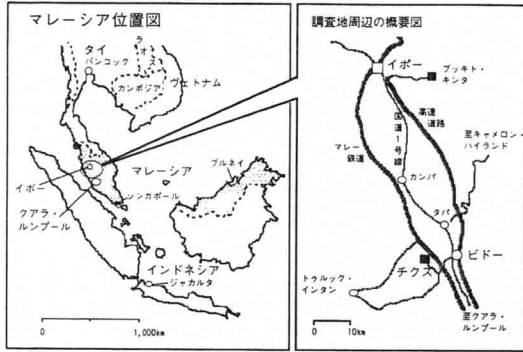 マレーシア位置図
タイ
バンコック
ラオス
カンボジア
ヴェトナム
マレーシア
ブルネイ
イポー
シンガポール
クアラ・
ルンプール
インドネシア
ジャカルタ
0
1,000km
調査地周辺の概要図
イポー
ブッキト・
キンタ
高速
道路
国道1号線
マレー
鉄道
至キャメロン・
ハイランド
カンパ
タパ
ビドー
チクス
トゥルック・
インタン
至クアラ・
ルンプール
0
10km